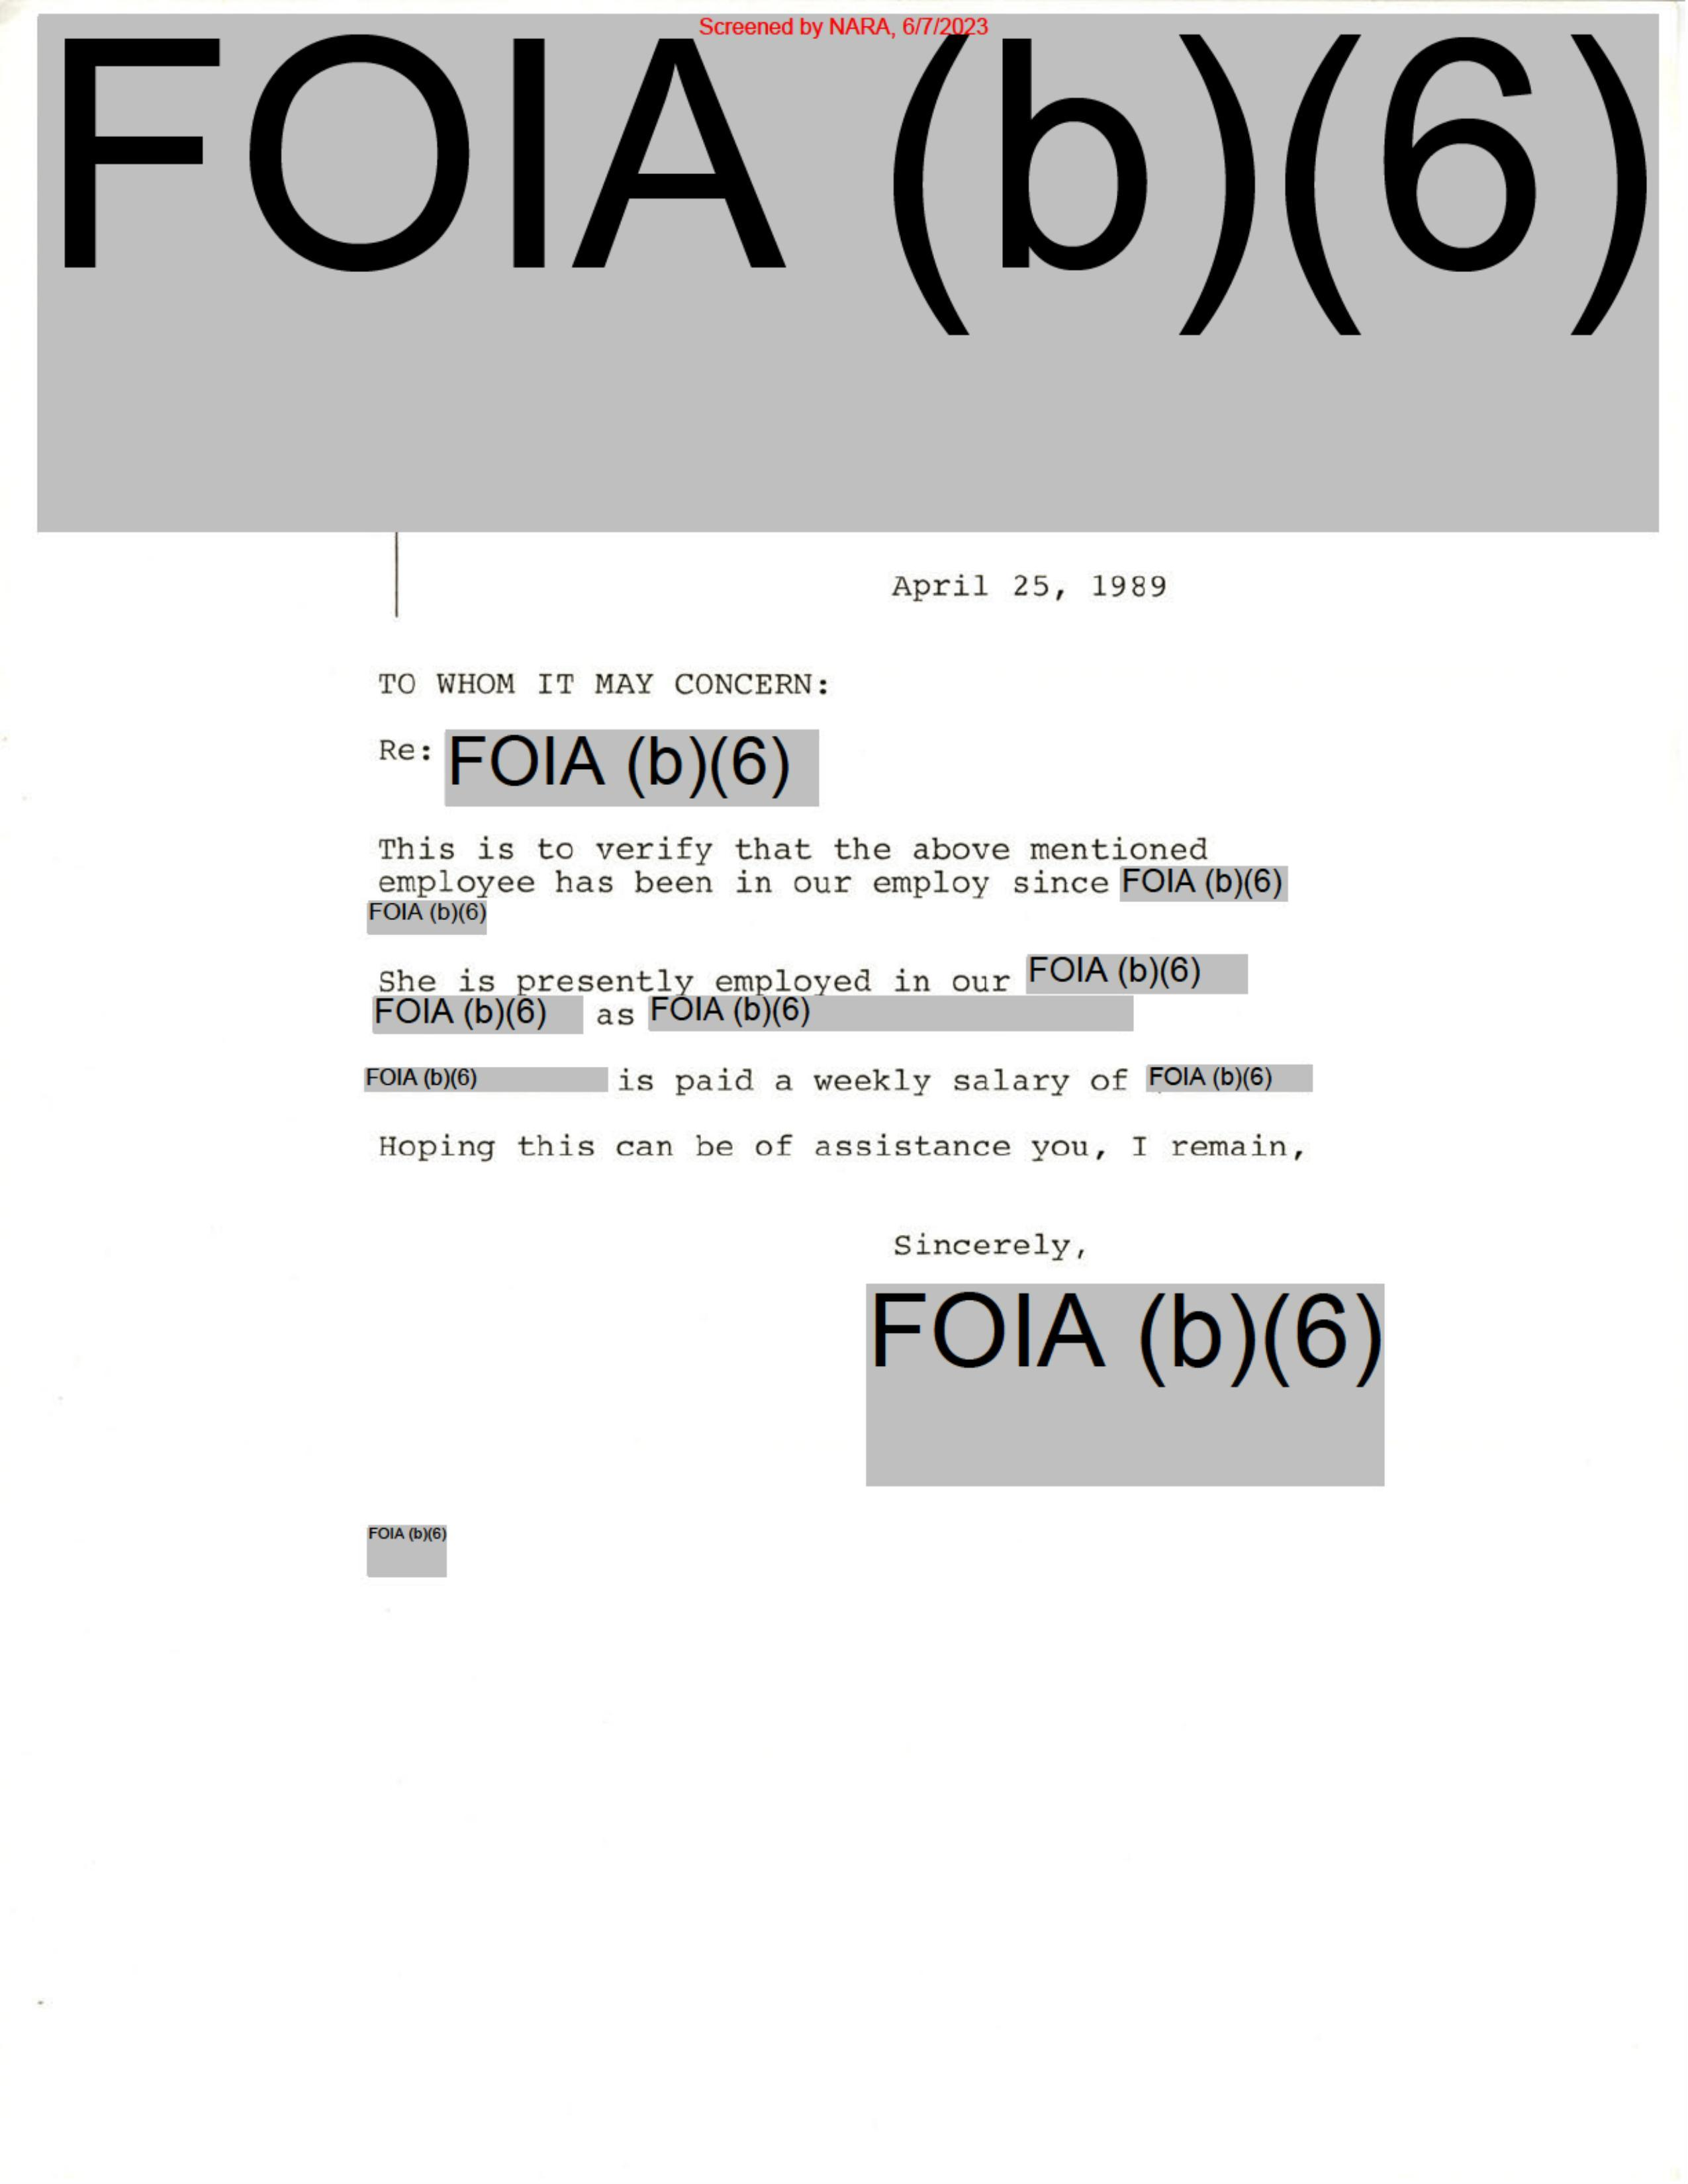 Screened by NARA, 6/7/2023
FOIA (b)(6)
April 25, 1989
TO WHOM IT MAY CONCERN:
Re: FOIA (b)(6)
This is to verify that the above mentioned
employee has been in our employ since FOIA (b)(6)
FOIA (b)(6)
She is presently employed in our FOIA (b)(6)
FOIA (b)(6) as FOIA (b)(6)
FOIA (b)(6) is paid a weekly salary of FOIA (b)(6)
Hoping this can be of assistance you, I remain,
Sincerely,
FOIA (b)(6)
FOIA (b)(6)